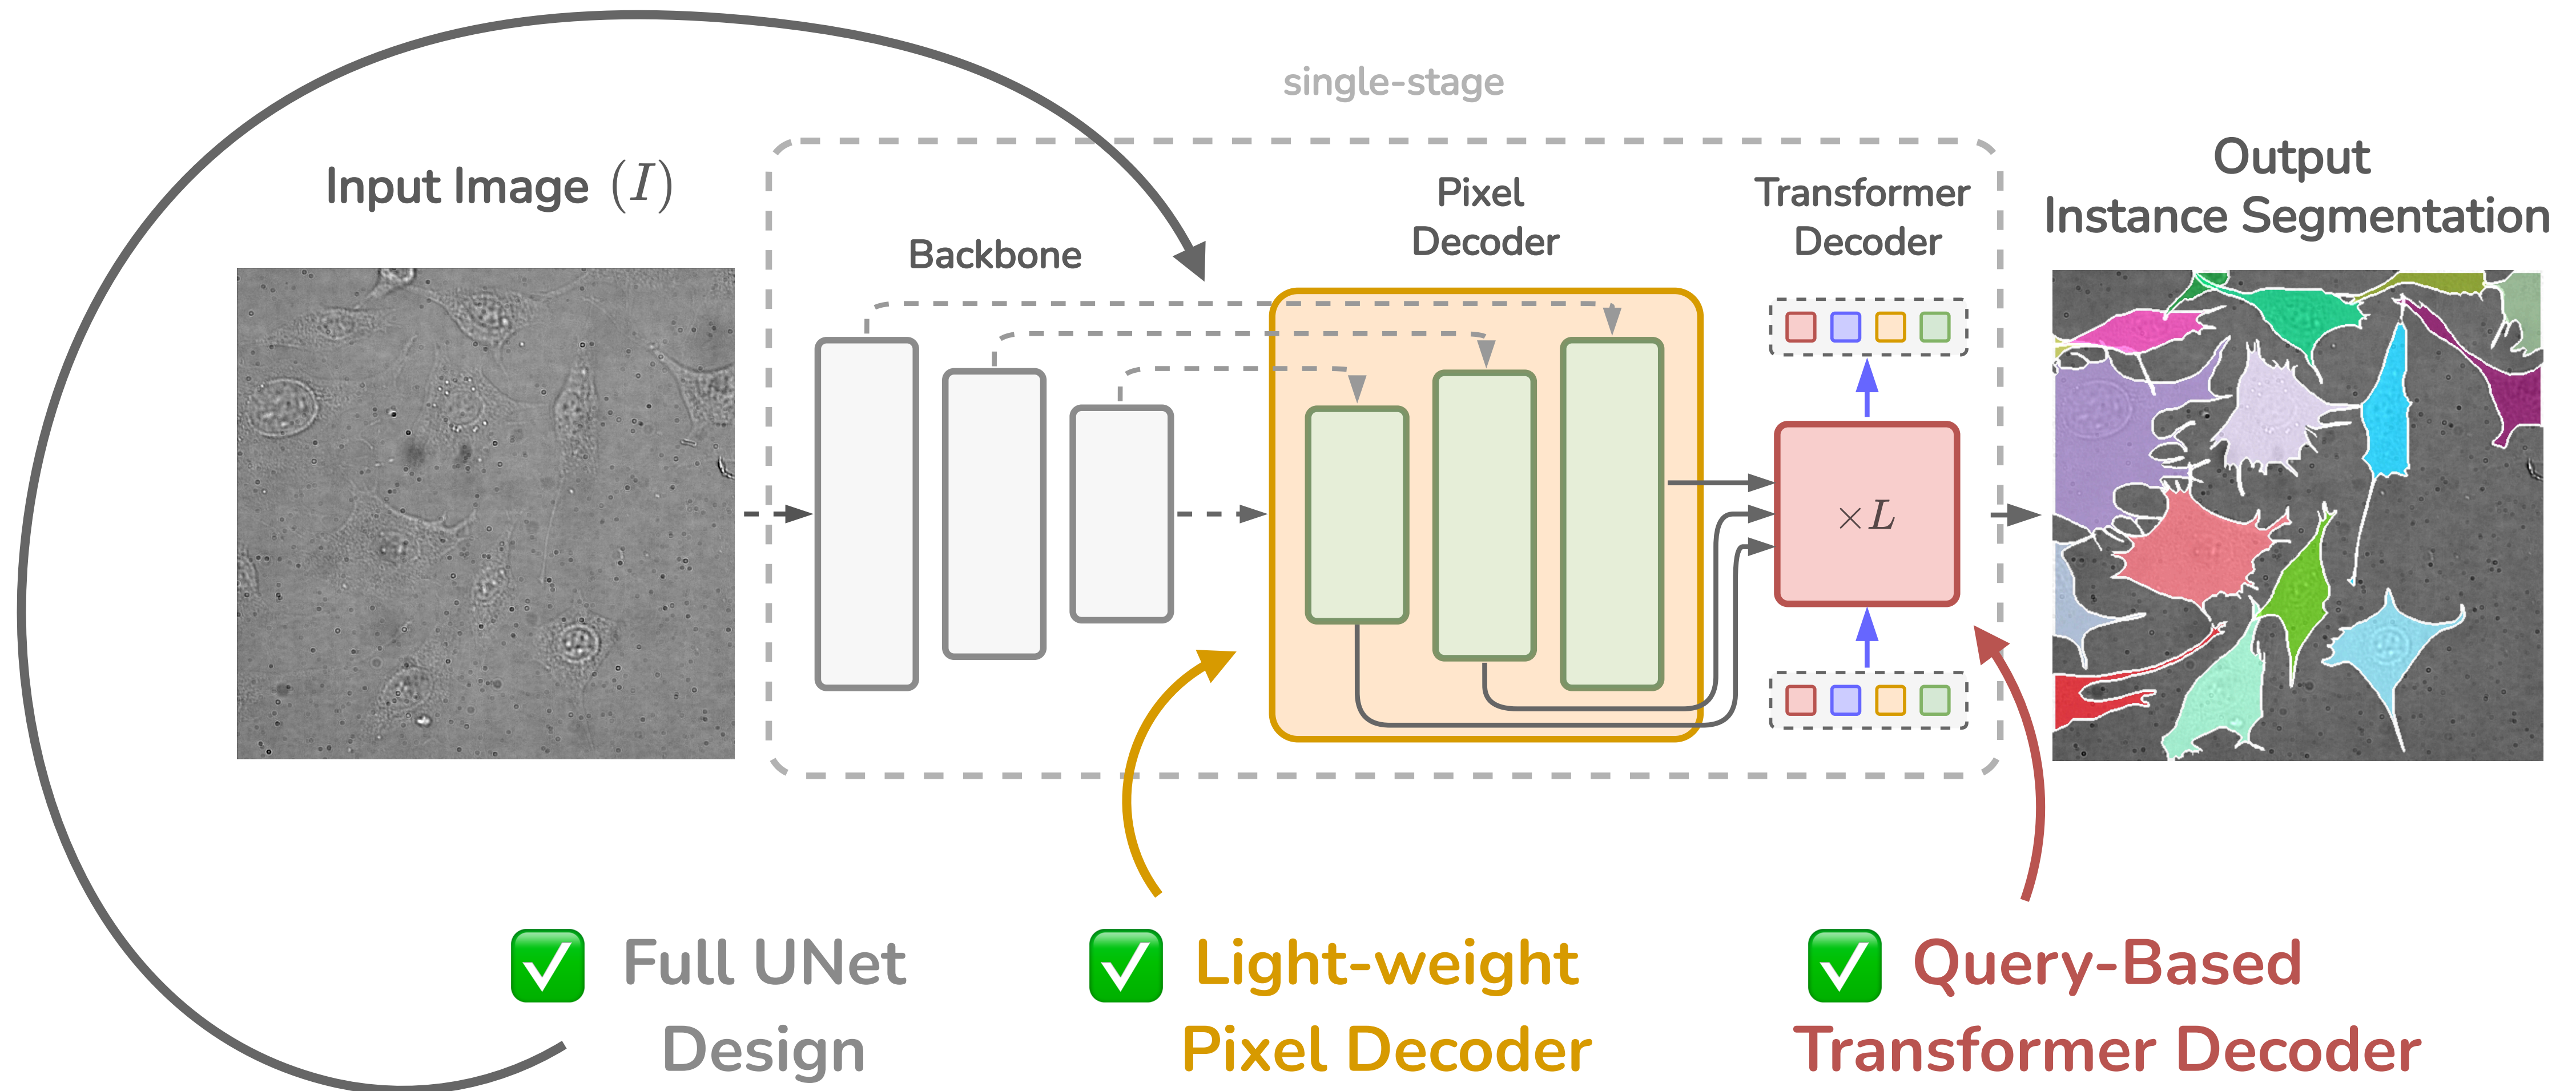 single-stage
Input Image (I)
Backbone
Pixel
Decoder
Transformer
Decoder
Output
Instance Segmentation
×L
Full UNet
Design
Light-weight
Pixel Decoder
Query-Based
Transformer Decoder